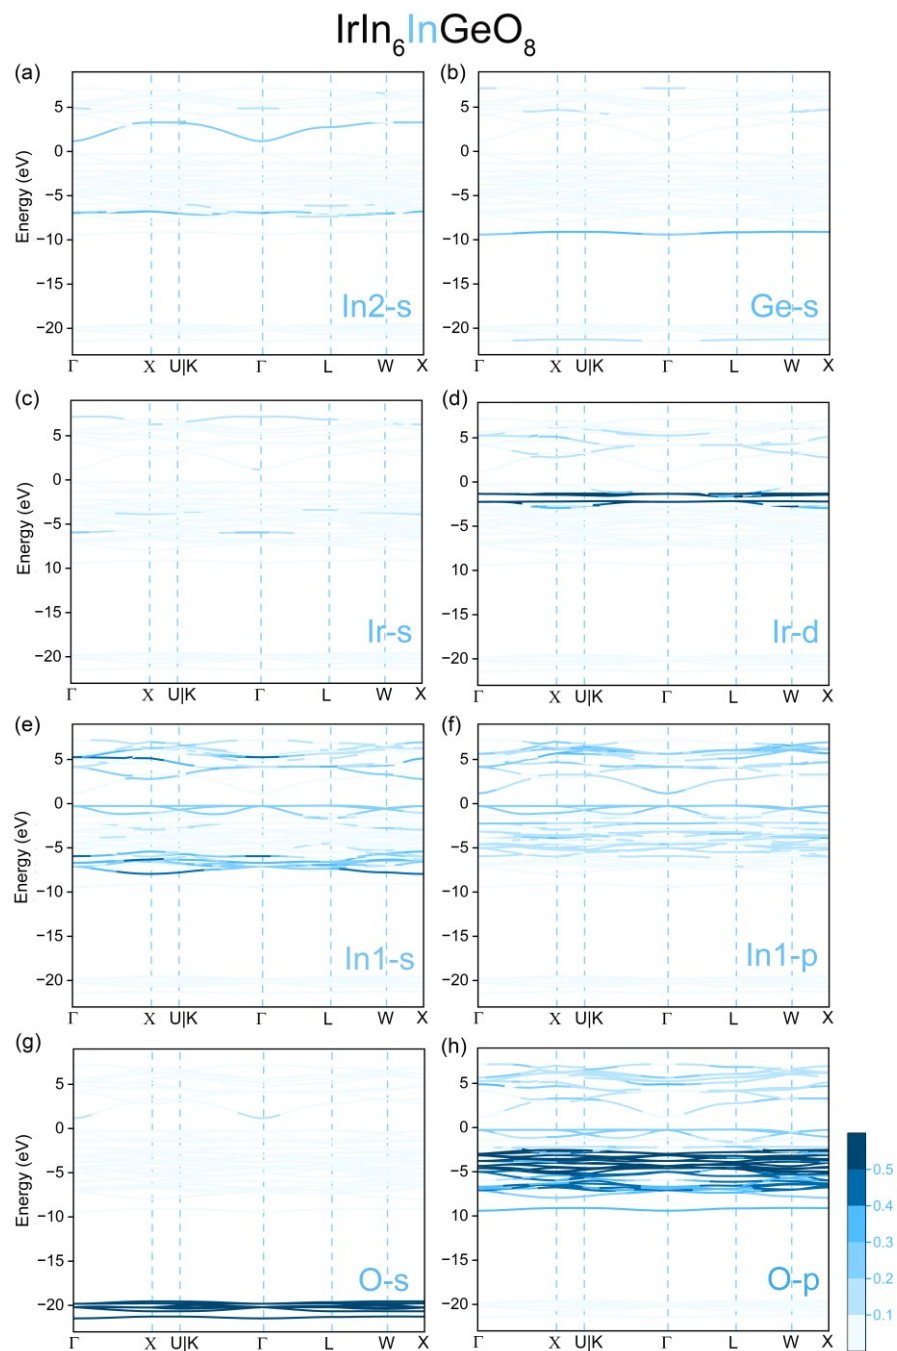 IrIn₆InGeO₈
(a)
Energy (eV)
5
0
−5
−10
−15
−20
In2-s
Γ X U|K Γ L W X
(b)
5
0
−5
−10
−15
−20
Ge-s
Γ X U|K Γ L W X
(c)
Energy (eV)
5
0
−5
−10
−15
−20
Ir-s
Γ X U|K Γ L W X
(d)
5
0
−5
10
−15
−20
Ir-d
Γ X U|K Γ L W X
(e)
Energy (eV)
5
0
−5
−10
−15
−20
In1-s
Γ X U|K Γ L W X
(f)
5
0
−5
−10
−15
−20
In1-p
Γ X U|K Γ L W X
(g)
Energy (eV)
5
0
−5
−10
−15
−20
O-s
Γ X U|K Γ L W X
(h)
5
0
−5
10
−15
−20
O-p
Γ X U|K Γ L W X
0.5
0.4
0.3
0.2
0.1